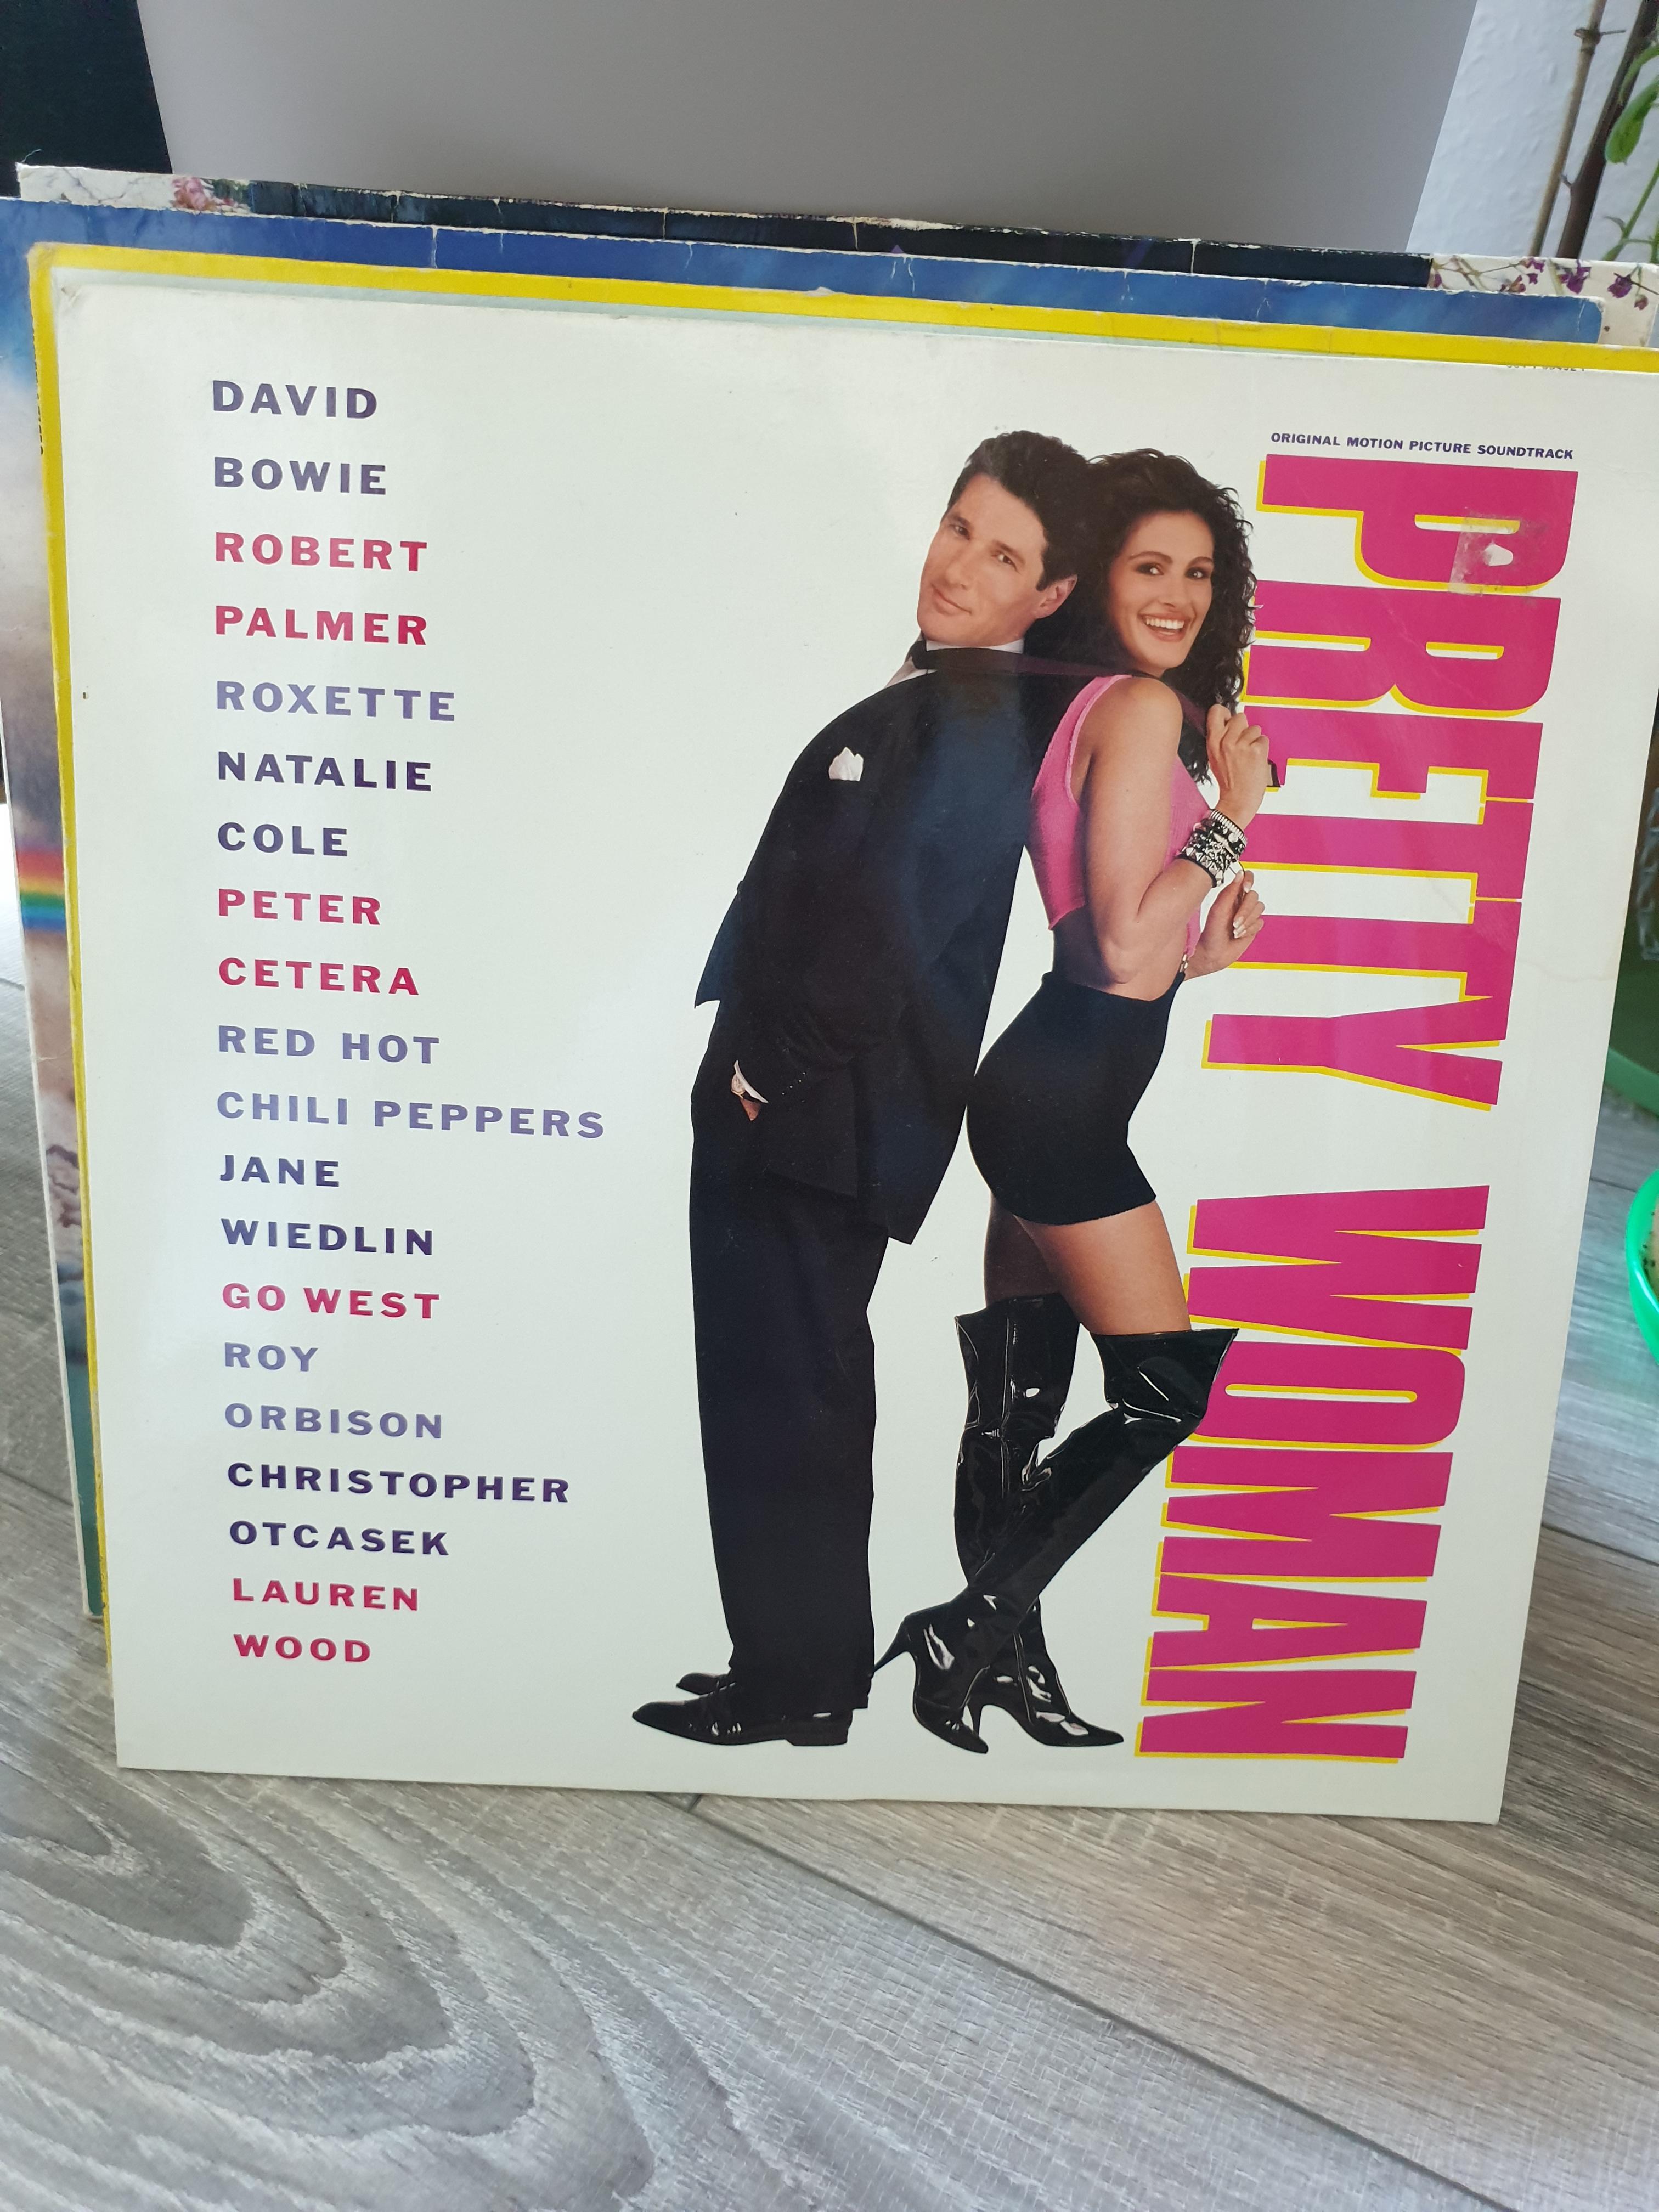 DAVID
BOWIE
ROBERT
PALMER
ROXETTE
NATALIE
COLE
PETER
CETERA
RED HOT
CHILI PEPPERS
JANE
WIEDLIN
GO WEST
ROY
ORBISON
CHRISTOPHER
OTCASEK
LAUREN
WOOD
ORIGINAL MOTION PICTURE SOUNDTRACK
PRETTY WOMAN